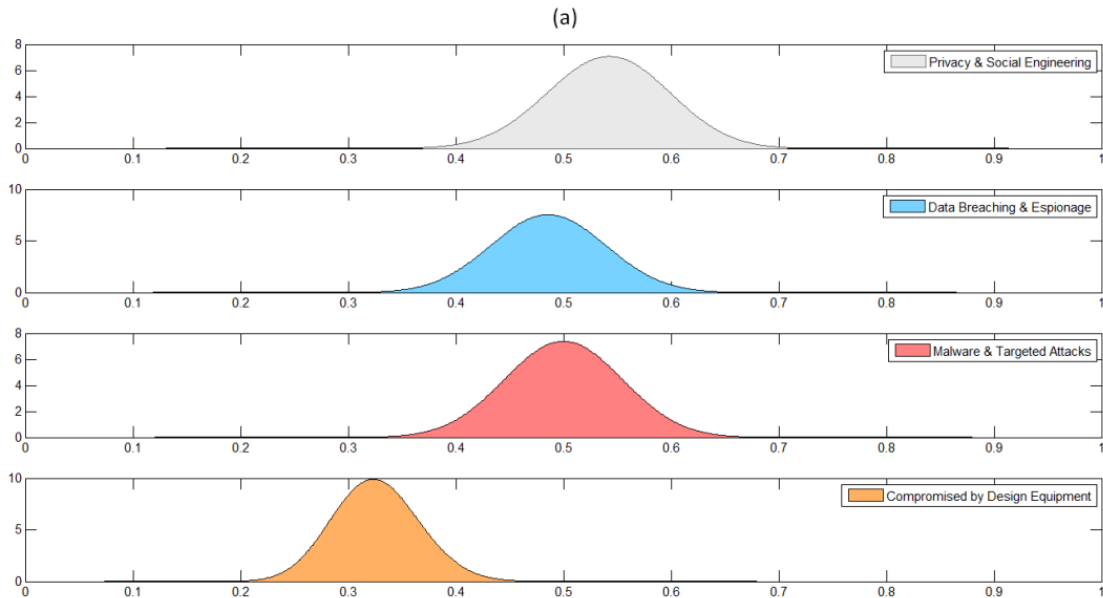 (a)
8
6
4
2
0
Privacy & Social Engineering
0 0.1 0.2 0.3 0.4 0.5 0.6 0.7 0.8 0.9 1
10
5
0
Data Breaching & Espionage
0 0.1 0.2 0.3 0.4 0.5 0.6 0.7 0.8 0.9 1
8
6
4
2
0
Malware & Targeted Attacks
0 0.1 0.2 0.3 0.4 0.5 0.6 0.7 0.8 0.9 1
10
5
0
Compromised by Design Equipment
0 0.1 0.2 0.3 0.4 0.5 0.6 0.7 0.8 0.9 1